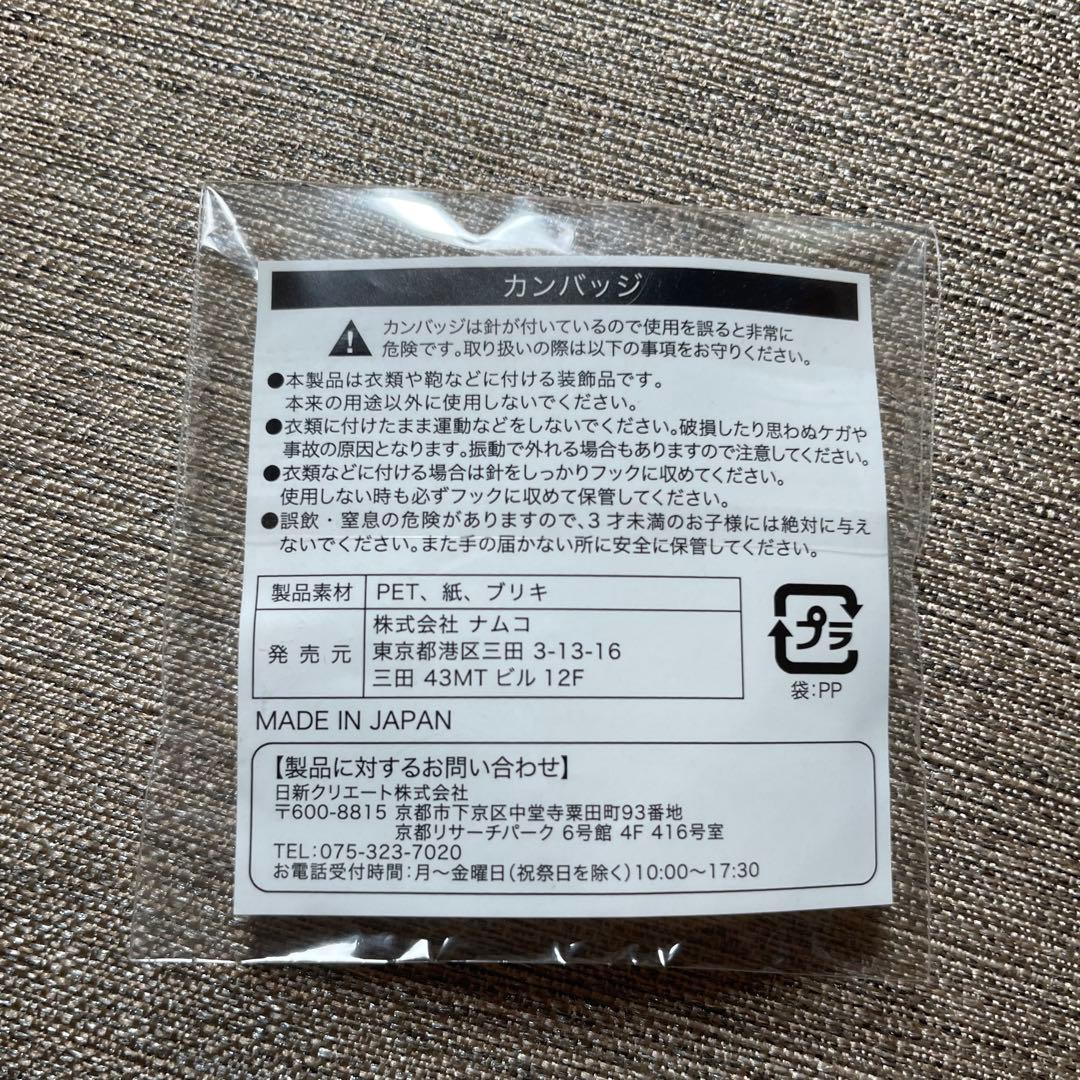 カンバッジ
カンバッジは針が付いているので使用を誤ると非常に
危険です。取り扱いの際は以下の事項をお守りください。
●本製品は衣類や鞄などに付ける装飾品です。
本来の用途以外に使用しないでください。
●衣類に付けたまま運動などをしないでください。破損したり思わぬケガや
事故の原因となります。振動で外れる場合もありますので注意してください。
●衣類などに付ける場合は針をしっかりフックに収めてください。
使用しない時も必ずフックに収めて保管してください。
●誤飲・窒息の危険がありますので、3才未満のお子様には絶対に与え
ないでください。また手の届かない所に安全に保管してください。
製品素材 PET、紙、ブリキ
発売元 株式会社 ナムコ
東京都港区三田 3-13-16
三田 43MT ビル 12F
プラ
袋:PP
MADE IN JAPAN
【製品に対するお問い合わせ】
日新クリエート株式会社
〒600-8815 京都市下京区中堂寺粟田町93番地
京都リサーチパーク 6号館 4F 416号室
TEL:075-323-7020
お電話受付時間:月〜金曜日(祝祭日を除く)10:00〜17:30